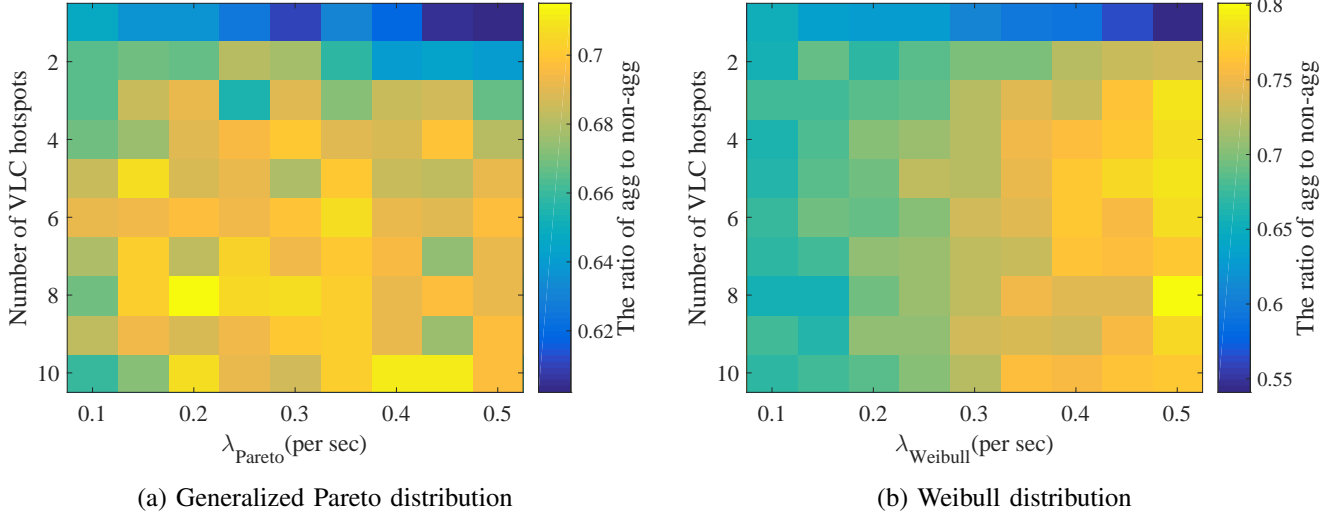 Number of VLC hotspots
2
4
6
8
10
0.1 0.2 0.3 0.4 0.5
λ_Pareto(per sec)
0.7
0.68
0.66
0.64
0.62
The ratio of agg to non-agg
(a) Generalized Pareto distribution
Number of VLC hotspots
2
4
6
8
10
0.1 0.2 0.3 0.4 0.5
λ_Weibull(per sec)
0.8
0.75
0.7
0.65
0.6
0.55
The ratio of agg to non-agg
(b) Weibull distribution